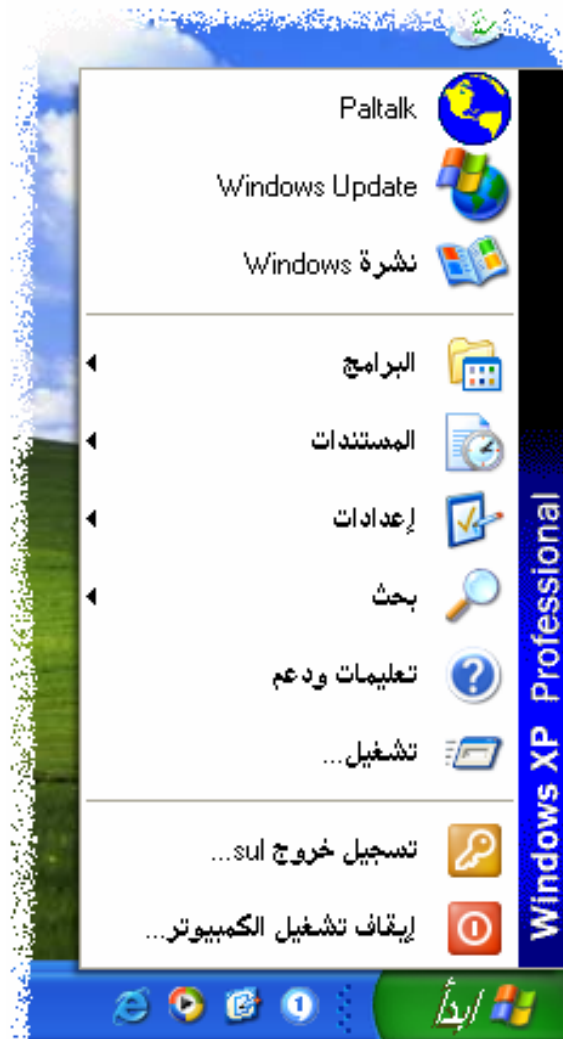 Paltalk
Windows Update
نشرة Windows
البرامج
المستندات
إعدادات
بحث
تعليمات ودعم
تشغيل...
تسجيل خروج sul...
إيقاف تشغيل الكمبيوتر...
Windows XP Professional
ابدأ